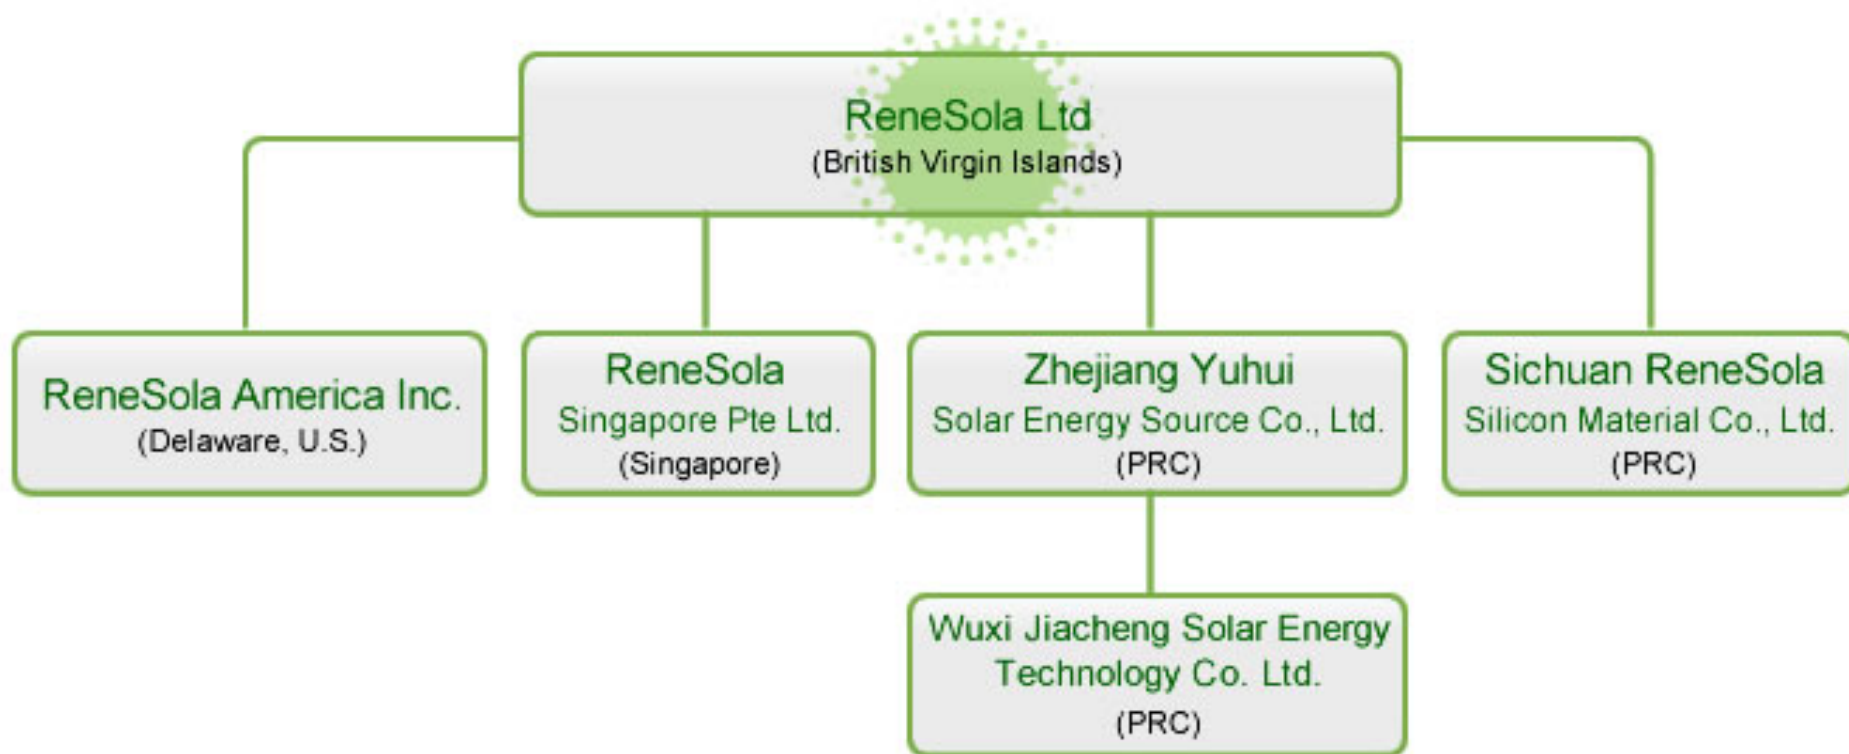 ReneSola Ltd
(British Virgin Islands)
ReneSola America Inc.
(Delaware, U.S.)
ReneSola
Singapore Pte Ltd.
(Singapore)
Zhejiang Yuhui
Solar Energy Source Co., Ltd.
(PRC)
Sichuan ReneSola
Silicon Material Co., Ltd.
(PRC)
Wuxi Jiacheng Solar Energy
Technology Co. Ltd.
(PRC)